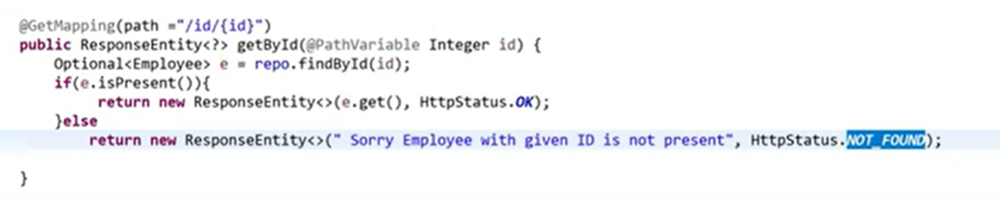 @GetMapping(path ="/id/{id}")
public ResponseEntity<?> getById(@PathVariable Integer id) {
Optional<Employee> e = repo.findById(id);
if(e.isPresent()){
return new ResponseEntity<>(e.get(), HttpStatus.OK);
}else
return new ResponseEntity<>(" Sorry Employee with given ID is not present", HttpStatus.NOT_FOUND);
}